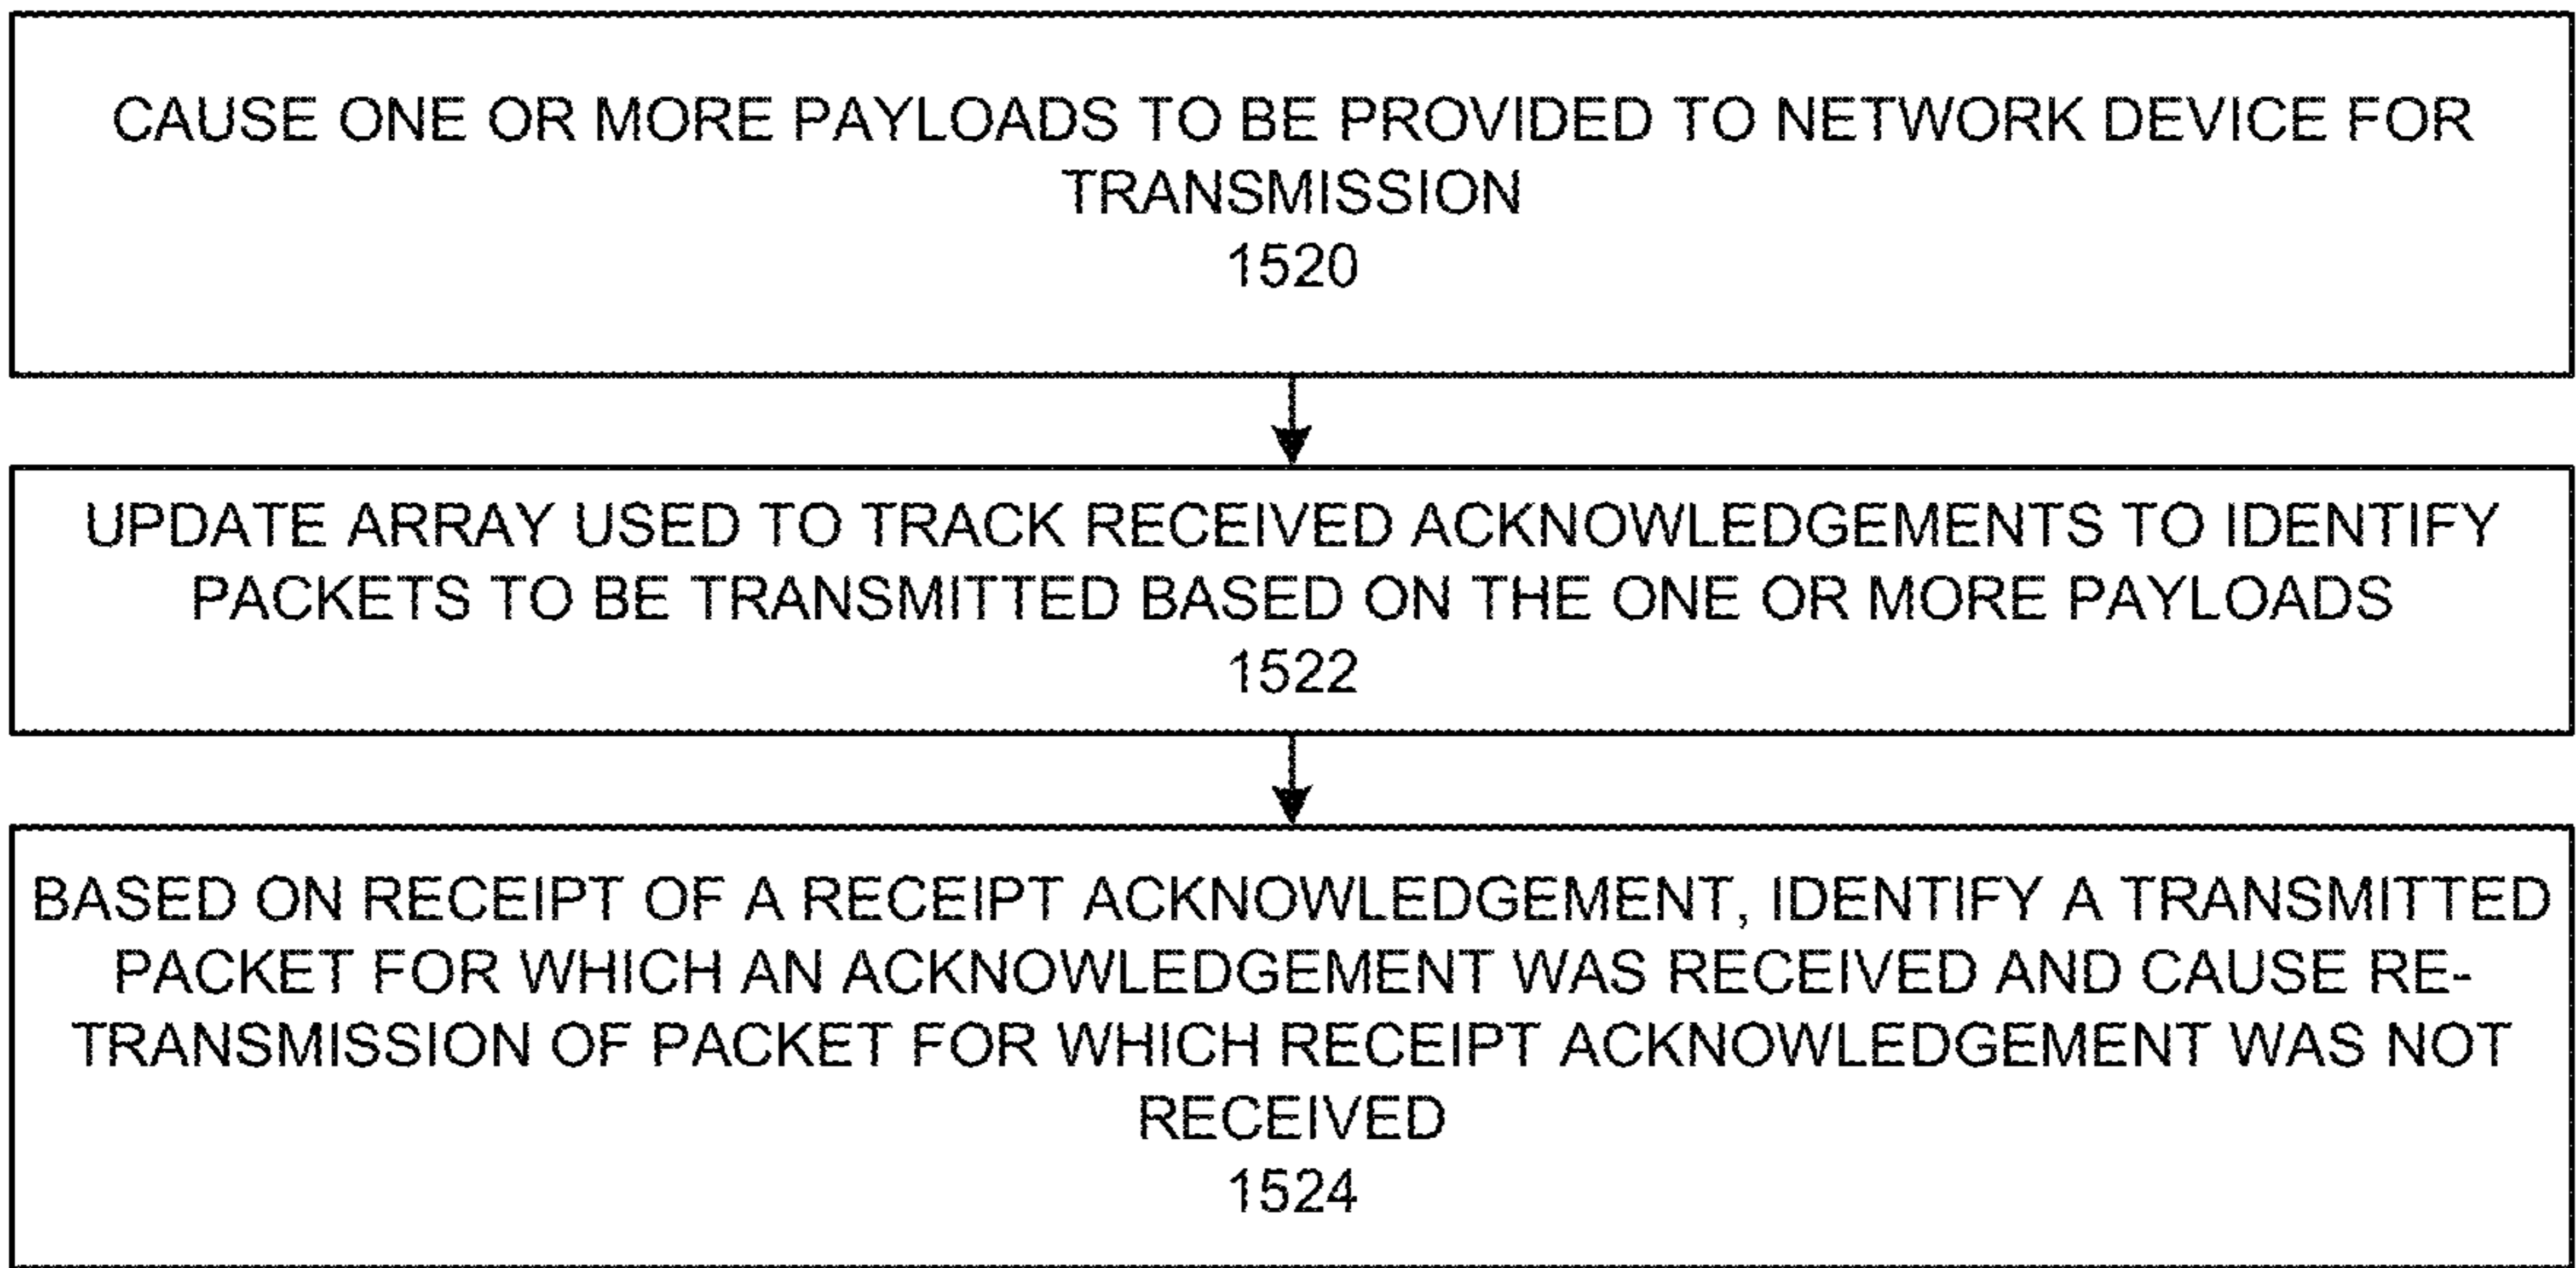 CAUSE ONE OR MORE PAYLOADS TO BE PROVIDED TO NETWORK DEVICE FOR
TRANSMISSION
1520
UPDATE ARRAY USED TO TRACK RECEIVED ACKNOWLEDGEMENTS TO IDENTIFY
PACKETS TO BE TRANSMITTED BASED ON THE ONE OR MORE PAYLOADS
1522
BASED ON RECEIPT OF A RECEIPT ACKNOWLEDGEMENT, IDENTIFY A TRANSMITTED
PACKET FOR WHICH AN ACKNOWLEDGEMENT WAS RECEIVED AND CAUSE RE-
TRANSMISSION OF PACKET FOR WHICH RECEIPT ACKNOWLEDGEMENT WAS NOT
RECEIVED
1524